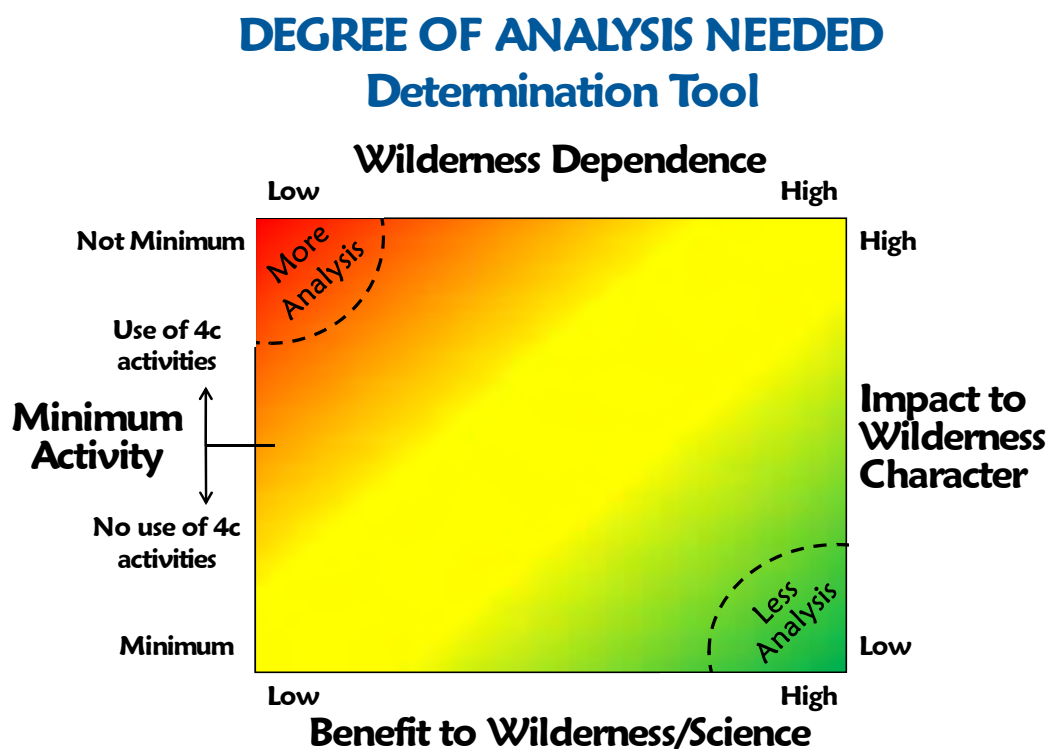 DEGREE OF ANALYSIS NEEDED
Determination Tool
Wilderness Dependence
Low
High
Not Minimum
High
More
Analysis
Use of 4c
activities
Minimum
Activity
Impact to
Wilderness
Character
No use of 4c
activities
Less
Analysis
Minimum
Low
Low
High
Benefit to Wilderness/Science